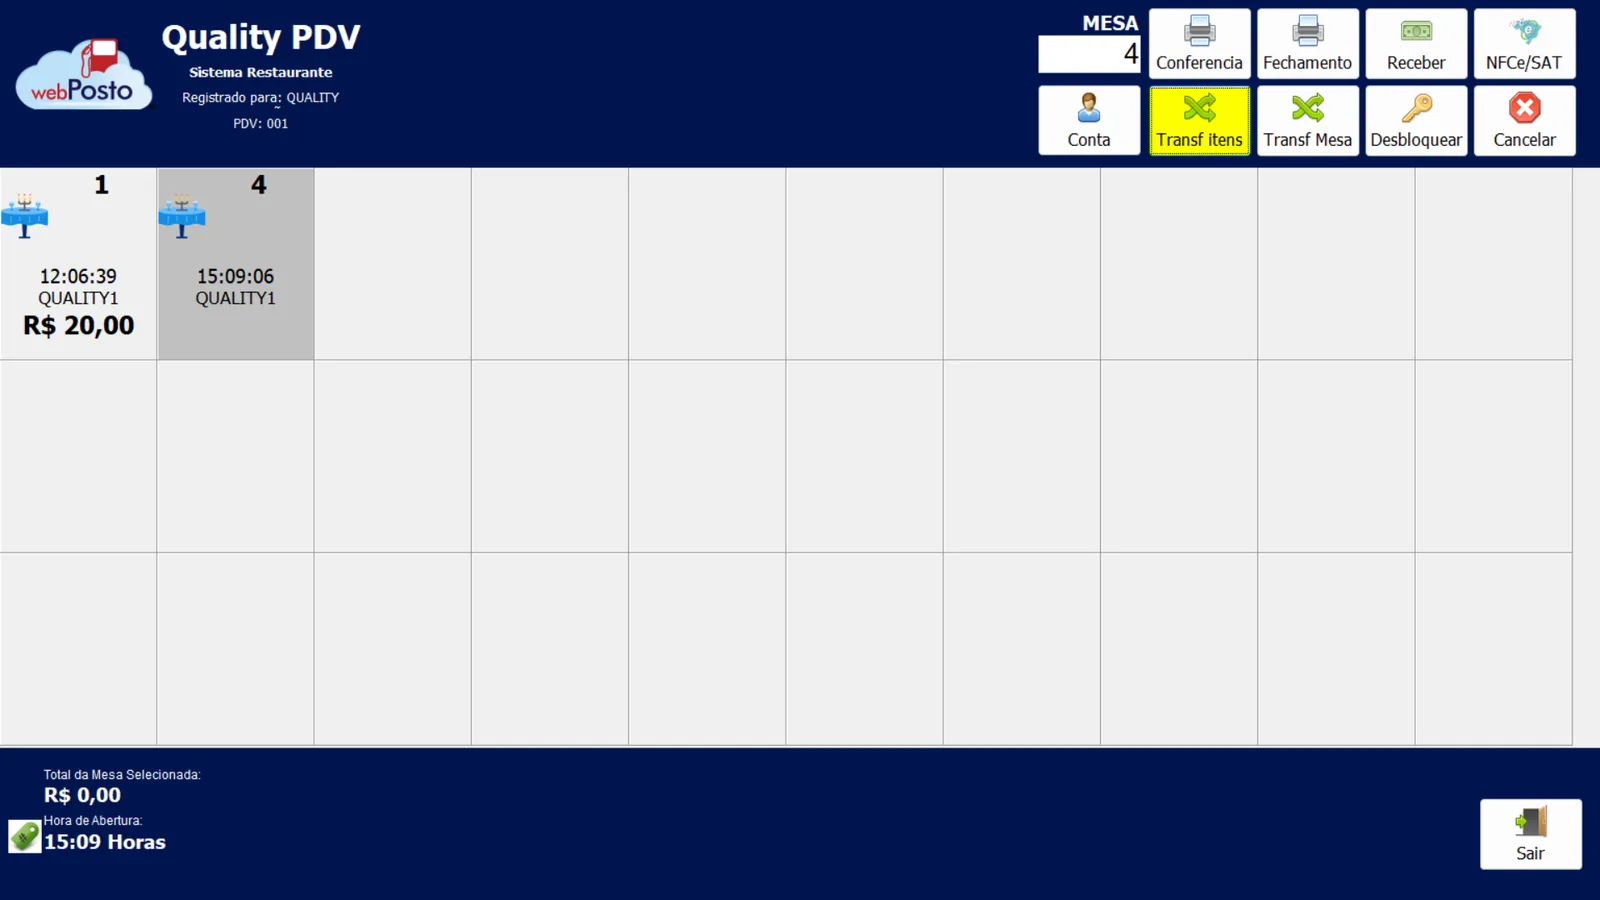 webPosto
Quality PDV
Sistema Restaurante
Registrado para: QUALITY
~
PDV: 001
MESA
4
Conferencia
Fechamento
Receber
NFCe/SAT
Conta
Transf itens
Transf Mesa
Desbloquear
Cancelar
1
12:06:39
QUALITY1
R$ 20,00
4
15:09:06
QUALITY1
Total da Mesa Selecionada:
R$ 0,00
Hora de Abertura:
15:09 Horas
Sair